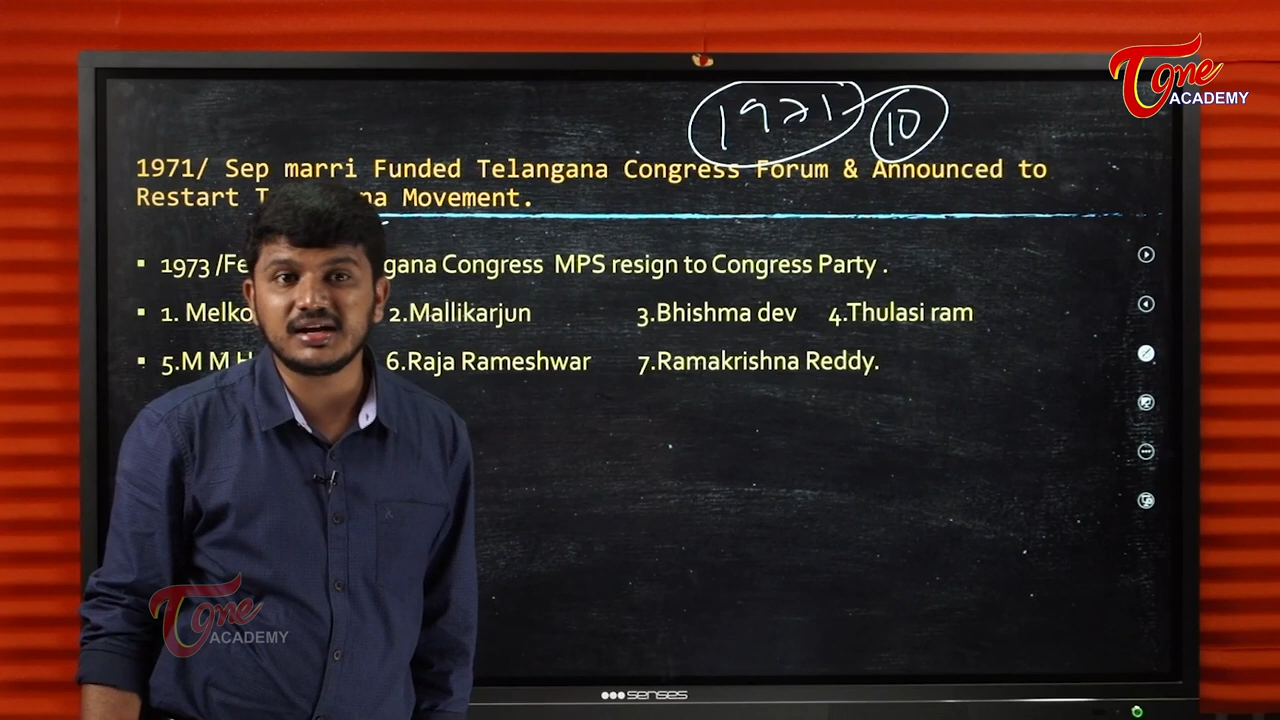 Tone
ACADEMY
1971 10
1971/ Sep marri Funded Telangana Congress Forum & Announced to
Restart T na Movement.
▪ 1973 /Fe gana Congress MPS resign to Congress Party .
▪ 1. Melko 2.Mallikarjun 3.Bhishma dev 4.Thulasi ram
▪ 5.M M H 6.Raja Rameshwar 7.Ramakrishna Reddy.
Tone
ACADEMY
senses